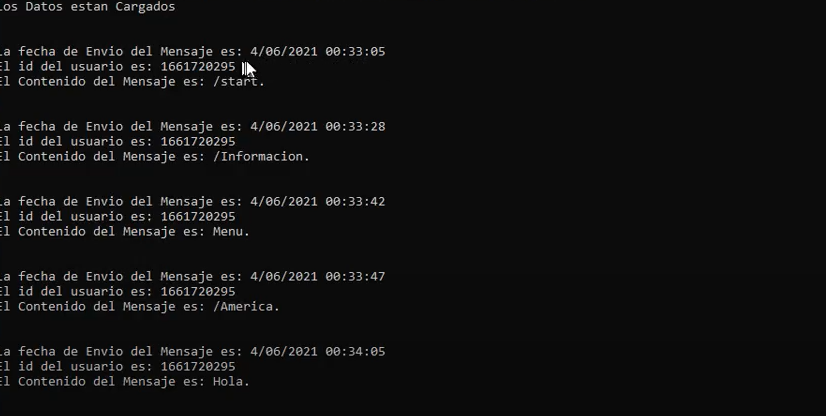 Los Datos estan Cargados
La fecha de Envio del Mensaje es: 4/06/2021 00:33:05
El id del usuario es: 1661720295
El Contenido del Mensaje es: /start.
La fecha de Envio del Mensaje es: 4/06/2021 00:33:28
El id del usuario es: 1661720295
El Contenido del Mensaje es: /Informacion.
La fecha de Envio del Mensaje es: 4/06/2021 00:33:42
El id del usuario es: 1661720295
El Contenido del Mensaje es: Menu.
La fecha de Envio del Mensaje es: 4/06/2021 00:33:47
El id del usuario es: 1661720295
El Contenido del Mensaje es: /America.
La fecha de Envio del Mensaje es: 4/06/2021 00:34:05
El id del usuario es: 1661720295
El Contenido del Mensaje es: Hola.